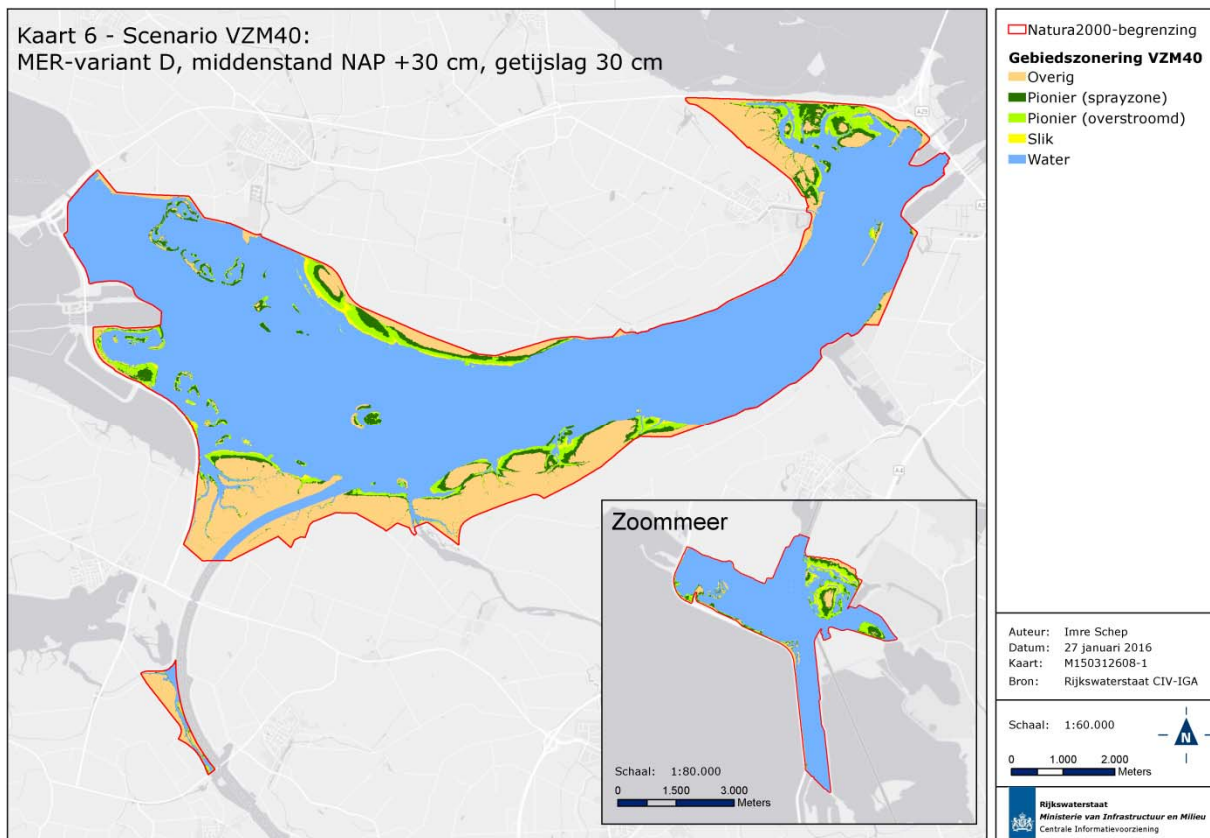 Kaart 6 - Scenario VZM40:
MER-variant D, middenstand NAP +30 cm, getijslag 30 cm
Natura2000-begrenzing
Gebiedszonering VZM40
Overig
Pionier (sprayzone)
Pionier (overstroomd)
Slik
Water
A29
A4
Zoommeer
Schaal: 1:80.000
0 1.500 3.000
Meters
Auteur: Imre Schep
Datum: 27 januari 2016
Kaart: M150312608-1
Bron: Rijkswaterstaat CIV-IGA
Schaal: 1:60.000
N
0 1.000 2.000
Meters
Rijkswaterstaat
Ministerie van Infrastructuur en Milieu
Centrale Informatievoorziening